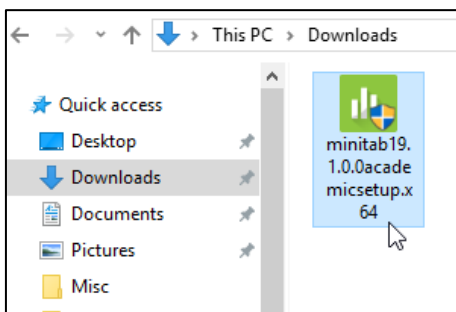 This PC > Downloads
Quick access
Desktop
Downloads
Documents
Pictures
Misc
minitab19.
1.0.0acade
micsetup.x
64